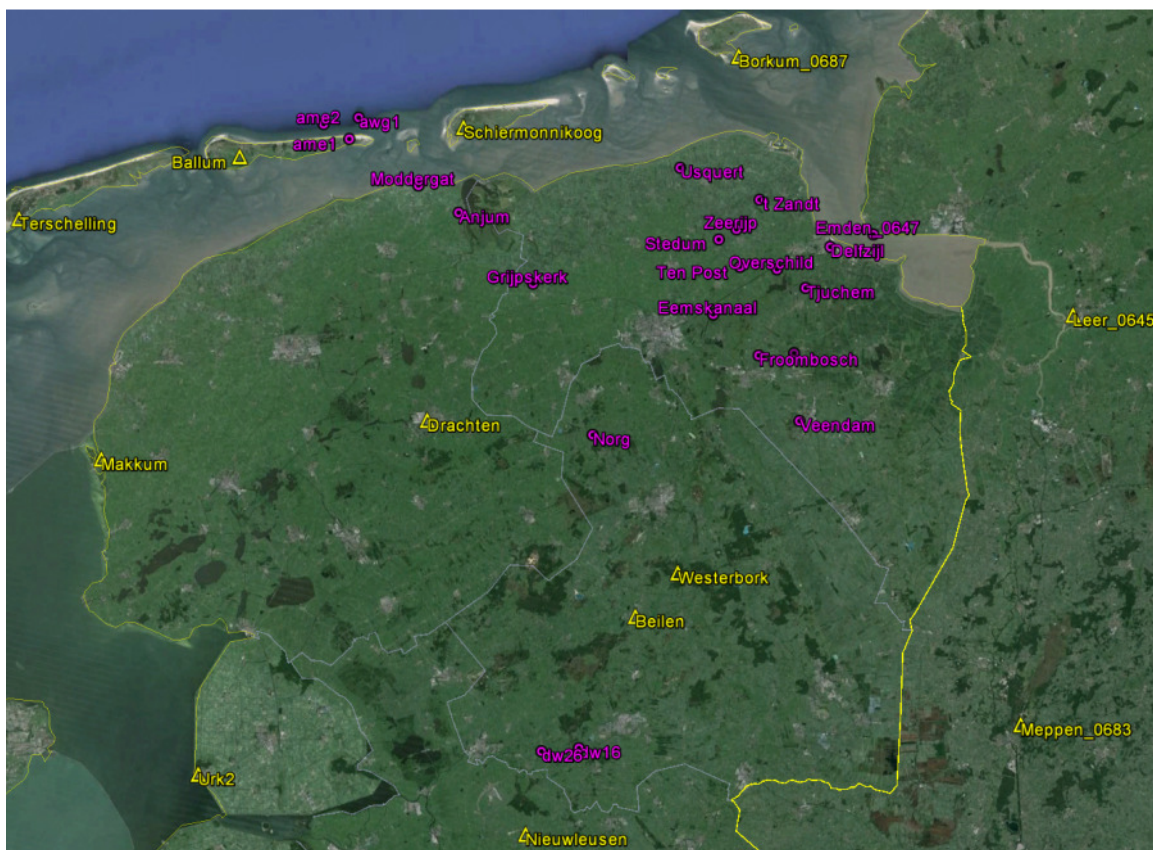 Borkum_0687
ame2
awg1
Schiermonnikoog
ame1
Ballum
Usquert
Moddergat
't Zandt
Anjum
Terschelling
Zeerijp
Emden_0647
Stedum
Delfzijl
Overschild
Ten Post
Grijpskerk
Tjuchem
Eemskanaal
Leer_0645
Froombosch
Drachten
Veendam
Norg
Makkum
Westerbork
Beilen
Meppen_0683
dw26
dw16
Urk2
Nieuwleusen